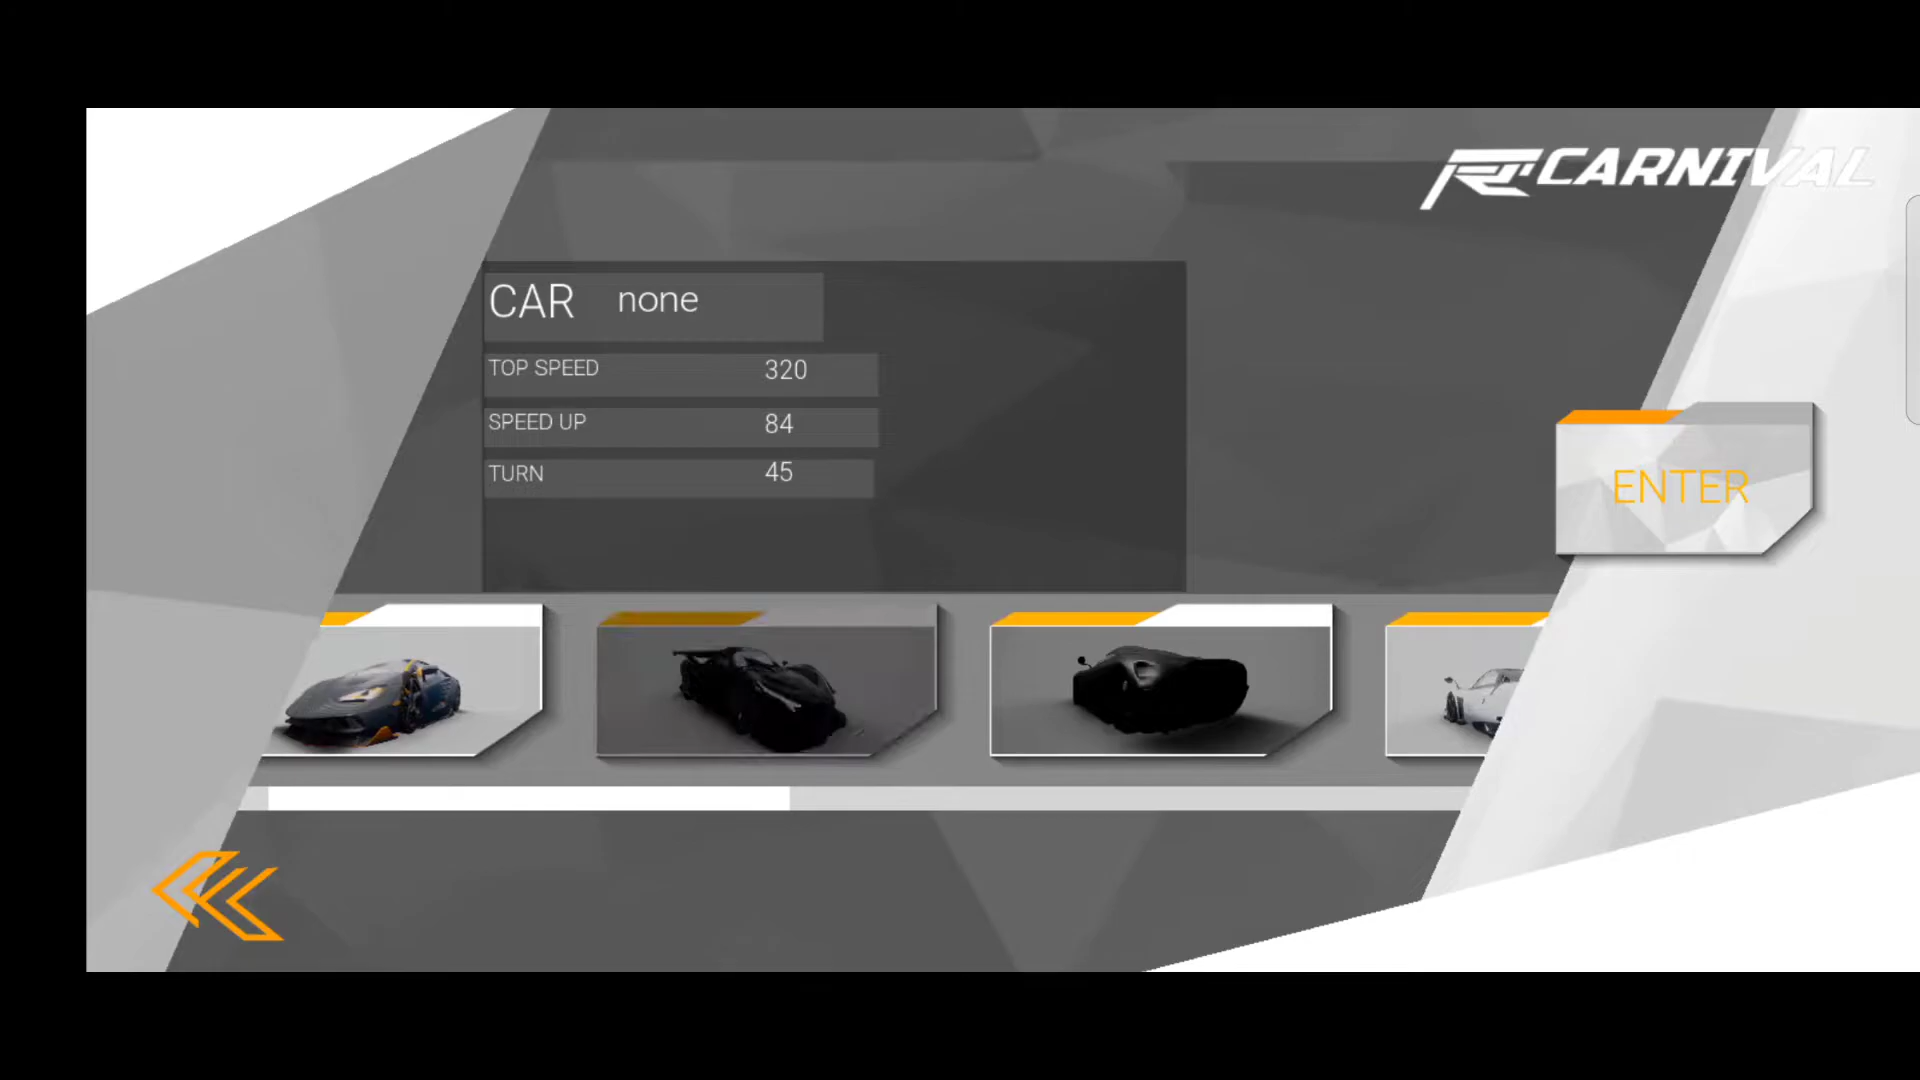 CARNIVAL
CAR none
TOP SPEED 320
SPEED UP 84
TURN 45
ENTER